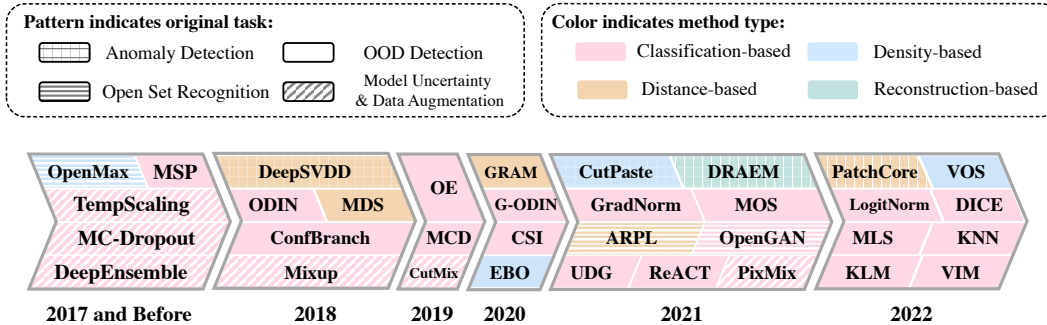 Pattern indicates original task:
Anomaly Detection
OOD Detection
Open Set Recognition
Model Uncertainty
& Data Augmentation
Color indicates method type:
Classification-based
Density-based
Distance-based
Reconstruction-based
OpenMax MSP
TempScaling
MC-Dropout
DeepEnsemble
2017 and Before
DeepSVDD
ODIN MDS
ConfBranch
Mixup
2018
OE
MCD
CutMix
2019
GRAM
G-ODIN
CSI
EBO
2020
CutPaste DRAEM
GradNorm MOS
ARPL OpenGAN
UDG ReACT PixMix
2021
PatchCore VOS
LogitNorm DICE
MLS KNN
KLM VIM
2022